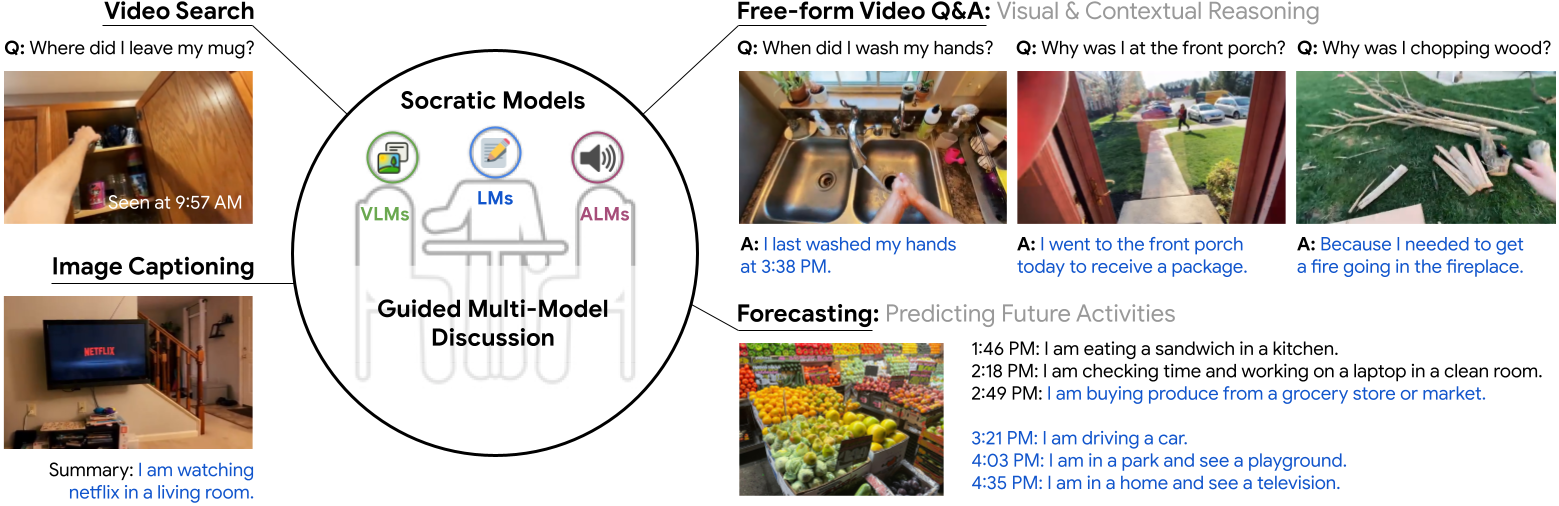 Video Search
Q: Where did I leave my mug?
Seen at 9:57 AM
Image Captioning
NETFLIX
Summary: I am watching
netflix in a living room.
Socratic Models
VLMs
LMs
ALMs
Guided Multi-Model
Discussion
Free-form Video Q&A: Visual & Contextual Reasoning
Q: When did I wash my hands?
A: I last washed my hands
at 3:38 PM.
Q: Why was I at the front porch?
A: I went to the front porch
today to receive a package.
Q: Why was I chopping wood?
A: Because I needed to get
a fire going in the fireplace.
Forecasting: Predicting Future Activities
1:46 PM: I am eating a sandwich in a kitchen.
2:18 PM: I am checking time and working on a laptop in a clean room.
2:49 PM: I am buying produce from a grocery store or market.
3:21 PM: I am driving a car.
4:03 PM: I am in a park and see a playground.
4:35 PM: I am in a home and see a television.